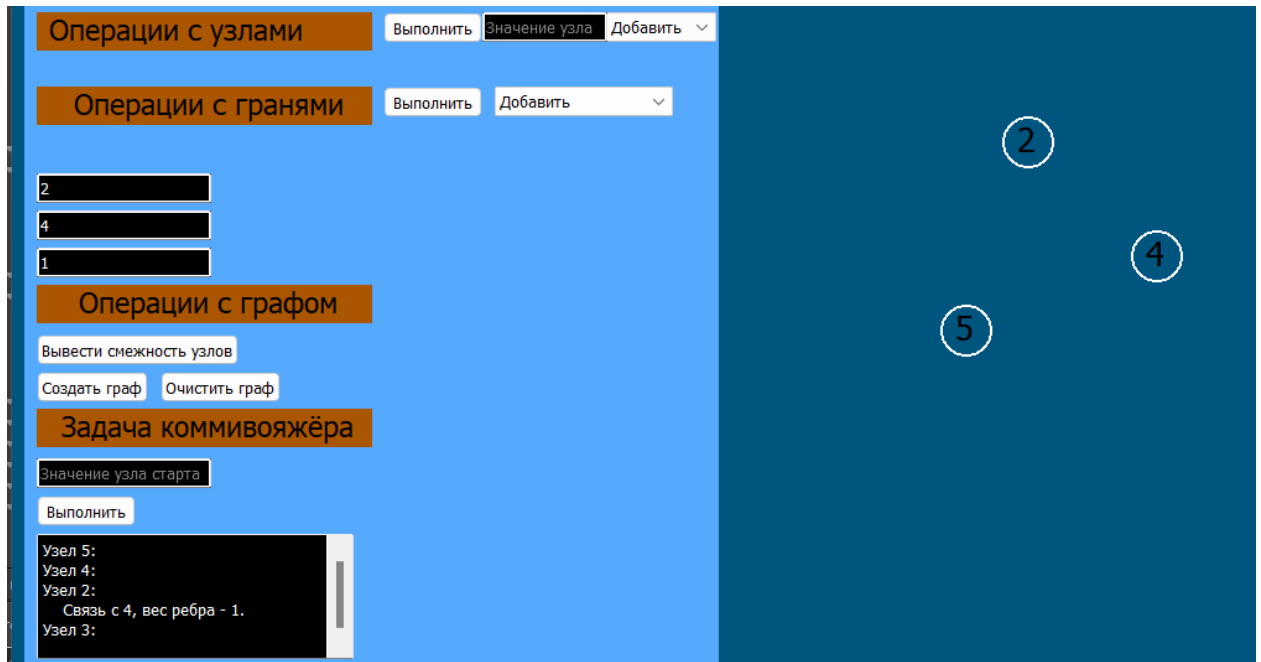 Операции с узлами
Выполнить
Значение узла
Добавить
Операции с гранями
Выполнить
Добавить
2
4
1
Операции с графом
Вывести смежность узлов
Создать граф
Очистить граф
Задача коммивояжёра
Значение узла старта
Выполнить
Узел 5:
Узел 4:
Узел 2:
Связь с 4, вес ребра - 1.
Узел 3:
2
4
5